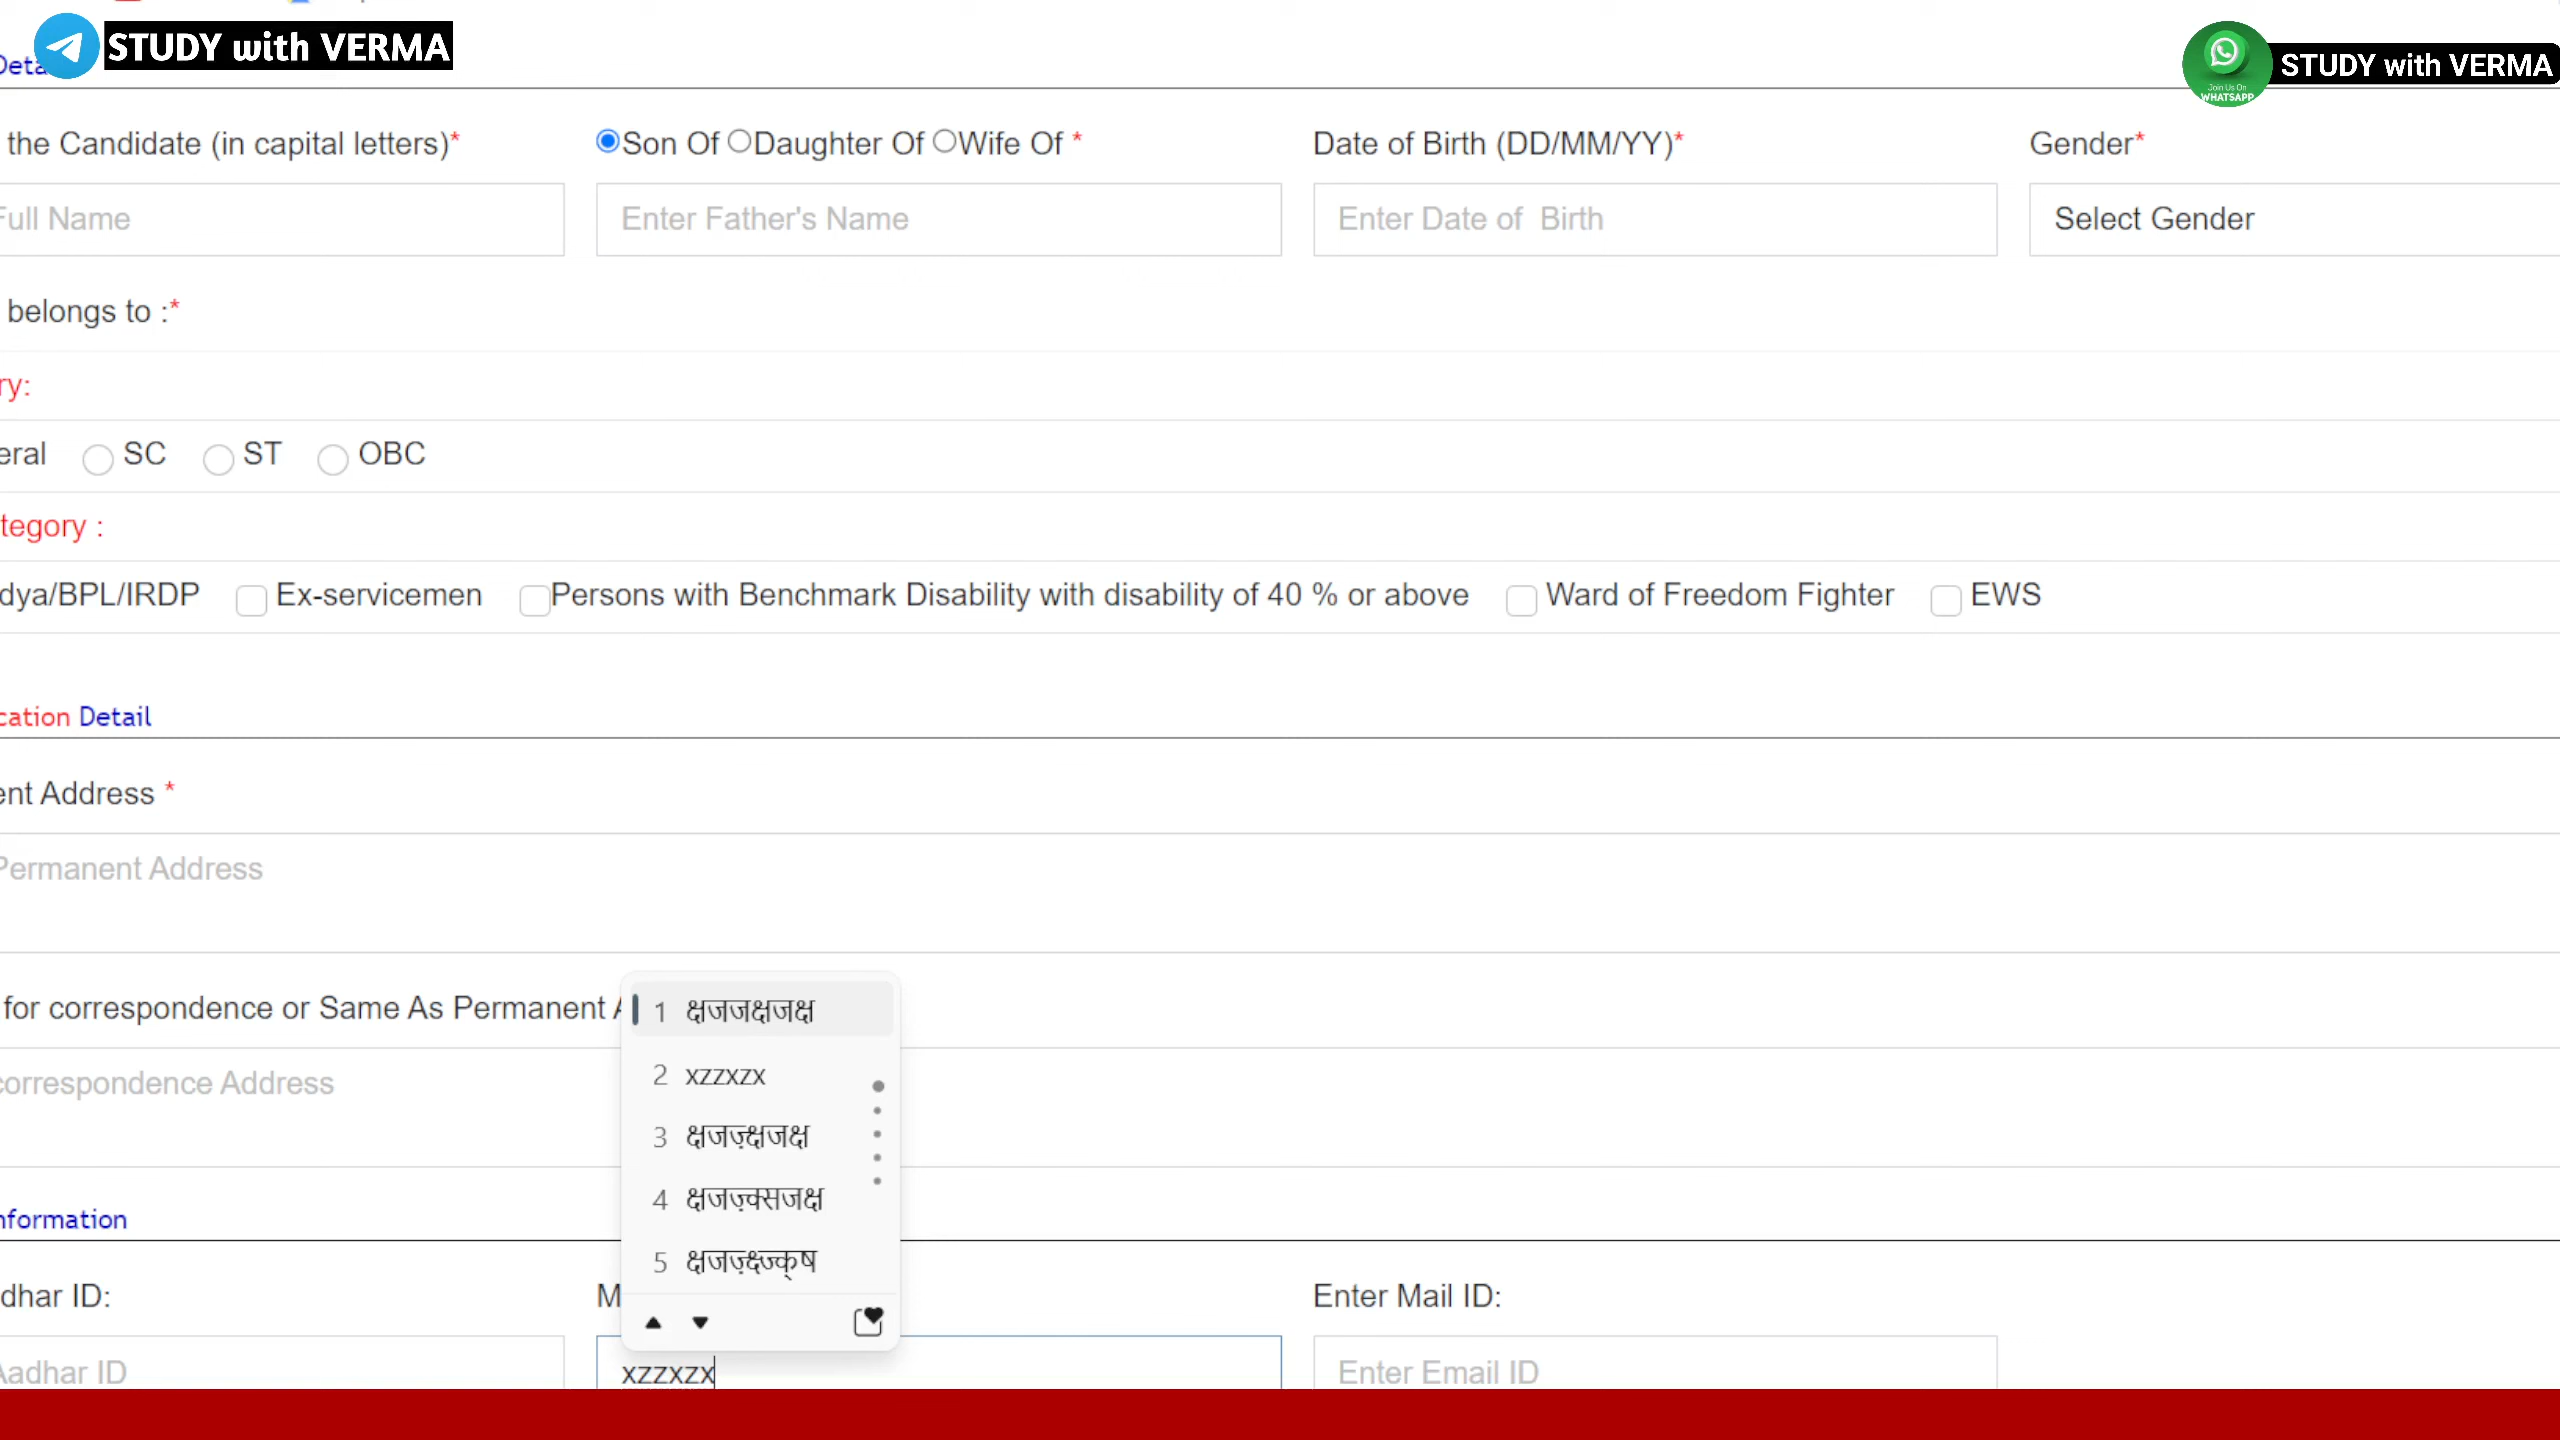 STUDY with VERMA
STUDY with VERMA
Join Us On
WHATSAPP
the Candidate (in capital letters)*
Son Of Daughter Of Wife Of *
Date of Birth (DD/MM/YY)*
Gender*
Full Name
Enter Father's Name
Enter Date of Birth
Select Gender
belongs to :*
ry:
eral SC ST OBC
tegory :
dya/BPL/IRDP Ex-servicemen Persons with Benchmark Disability with disability of 40 % or above Ward of Freedom Fighter EWS
cation Detail
ent Address *
Permanent Address
for correspondence or Same As Permanent A
correspondence Address
1 क्षजजक्षजक्ष
2 xzzxzx
3 क्षजज़्क्षजक्ष
4 क्षजज़्क्सजक्ष
nformation
dhar ID:
M
Enter Mail ID:
Aadhar ID
xzzxzx
Enter Email ID